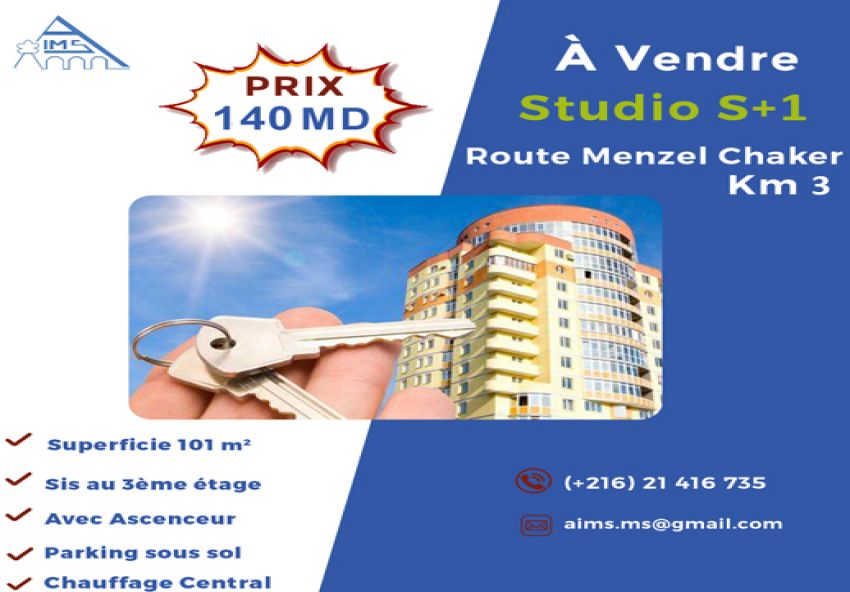 AIMS
PRIX
140 MD
À Vendre
Studio S+1
Route Menzel Chaker
Km 3
Superficie 101 m²
Sis au 3ème étage
Avec Ascenceur
Parking sous sol
Chauffage Central
(+216) 21 416 735
aims.ms@gmail.com